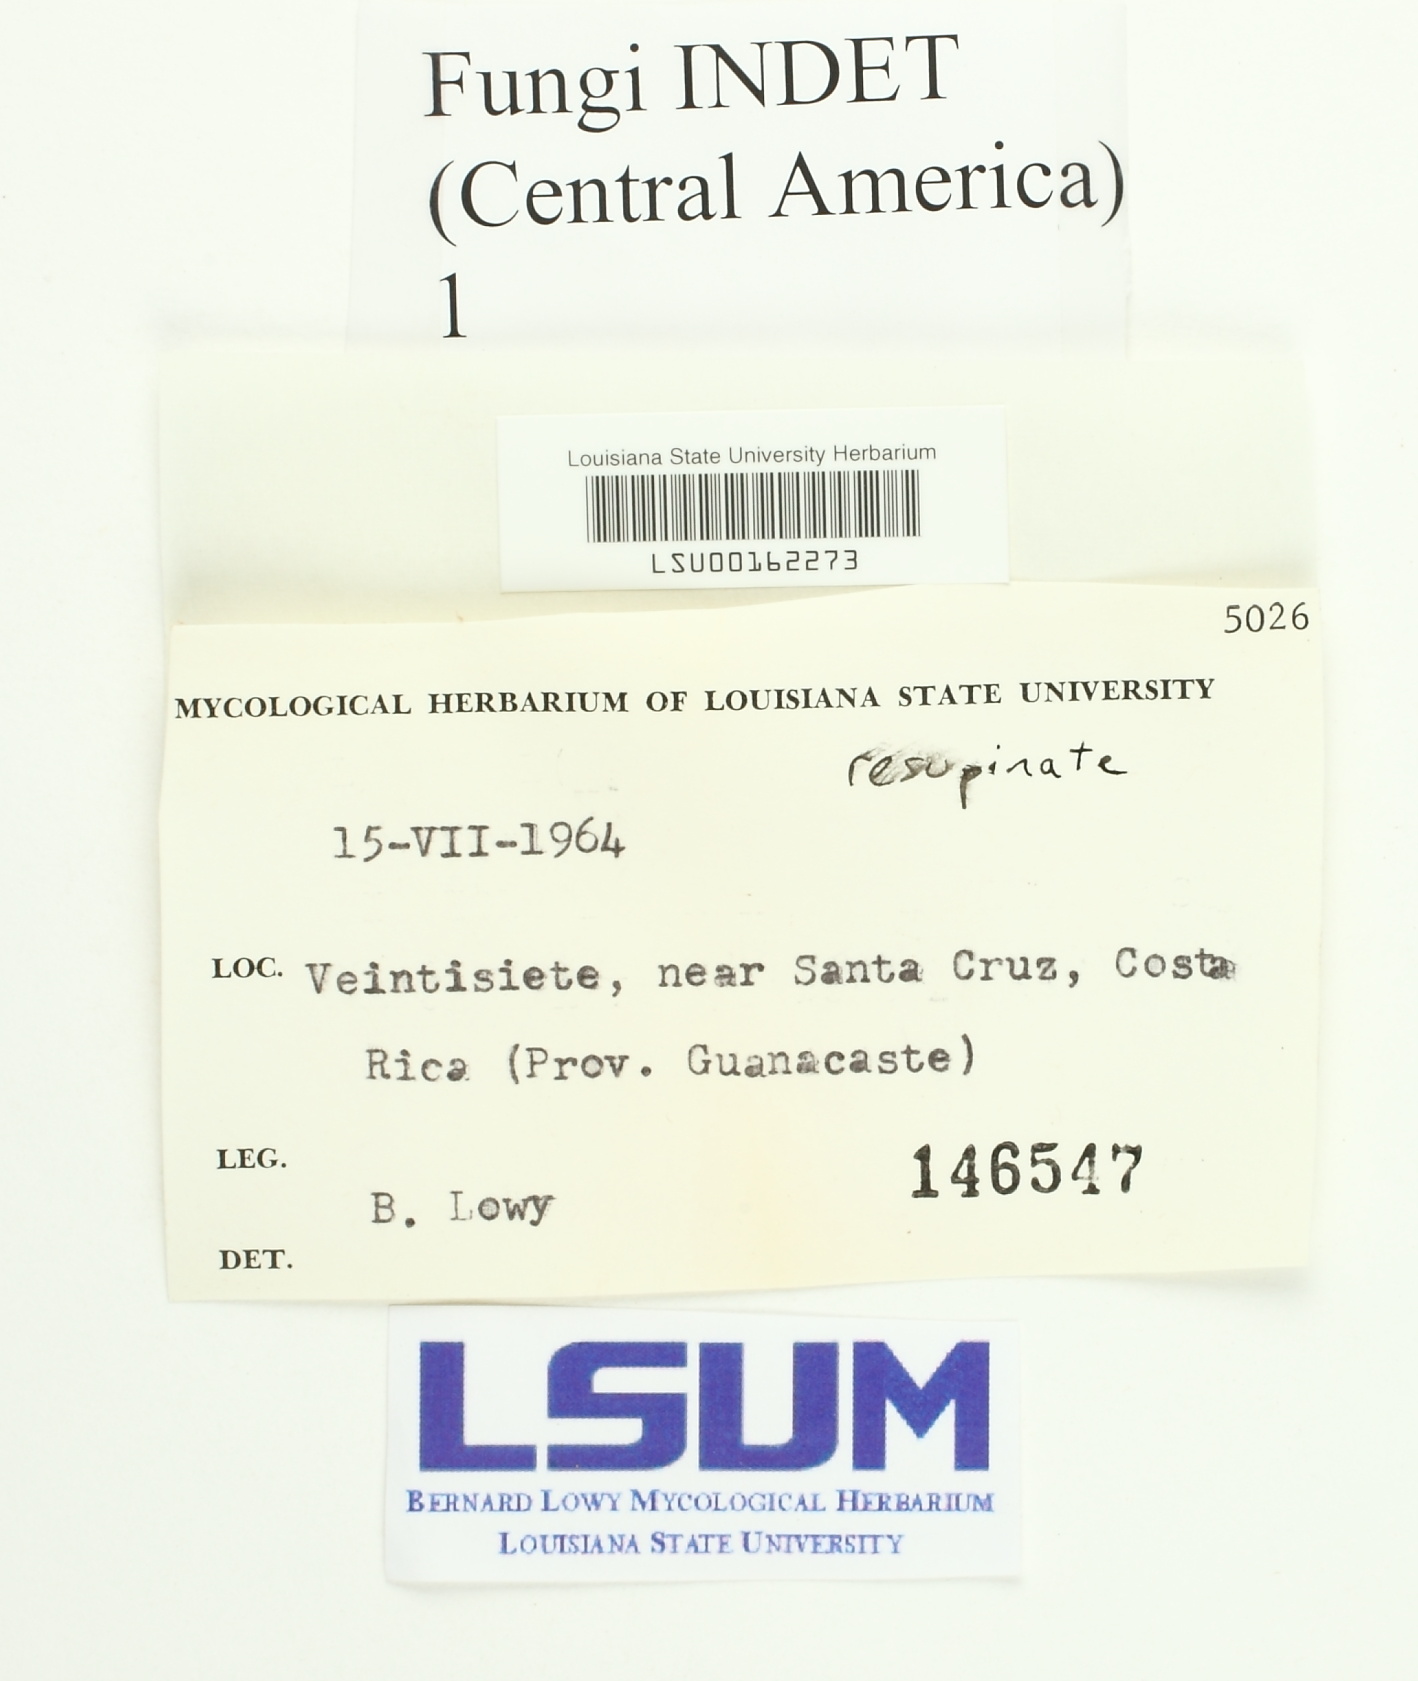 Fungi INDET
(Central America)
1
Louisiana State University Herbarium
LSU00162273
5026
MYCOLOGICAL HERBARIUM OF LOUISIANA STATE UNIVERSITY
resupinate
15-VII-1964
LOC. Veintisiete, near Santa Cruz, Costa
Rica (Prov. Guanacaste)
LEG.
146547
B. Lowy
DET.
LSUM
BERNARD LOWY MYCOLOGICAL HERBARIUM
LOUISIANA STATE UNIVERSITY